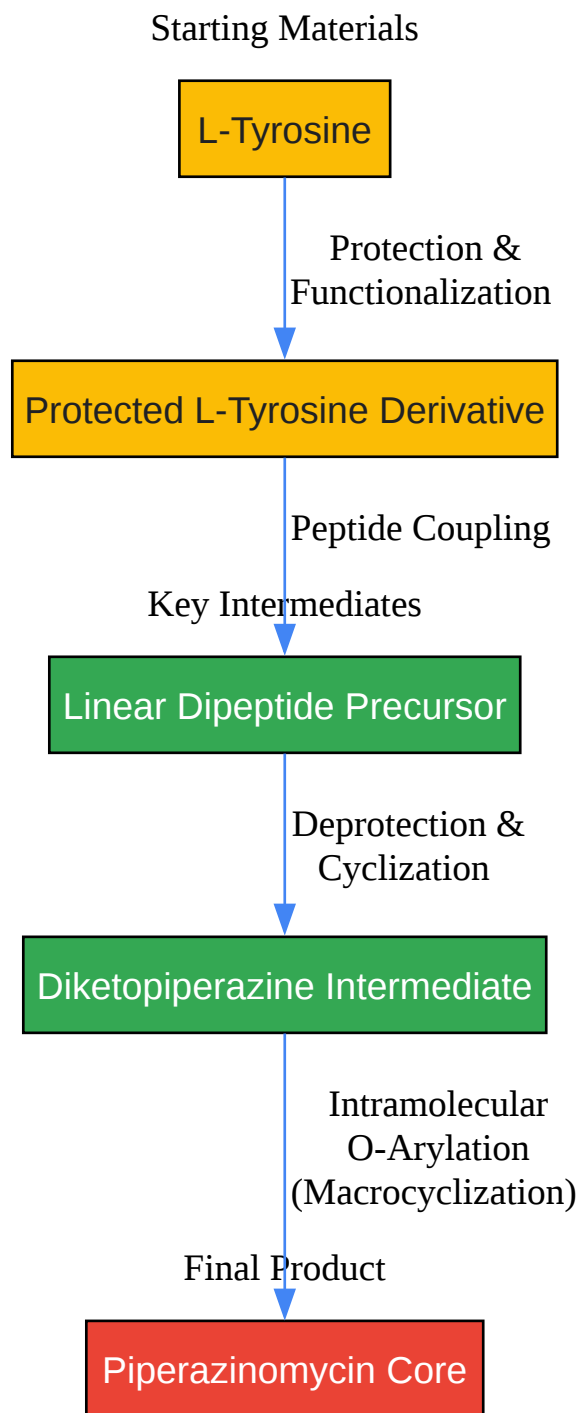 Starting Materials
L-Tyrosine
Protection &
Functionalization
Protected L-Tyrosine Derivative
Peptide Coupling
Key Intermediates
Linear Dipeptide Precursor
Deprotection &
Cyclization
Diketopiperazine Intermediate
Intramolecular
O-Arylation
(Macrocyclization)
Final Product
Piperazinomycin Core